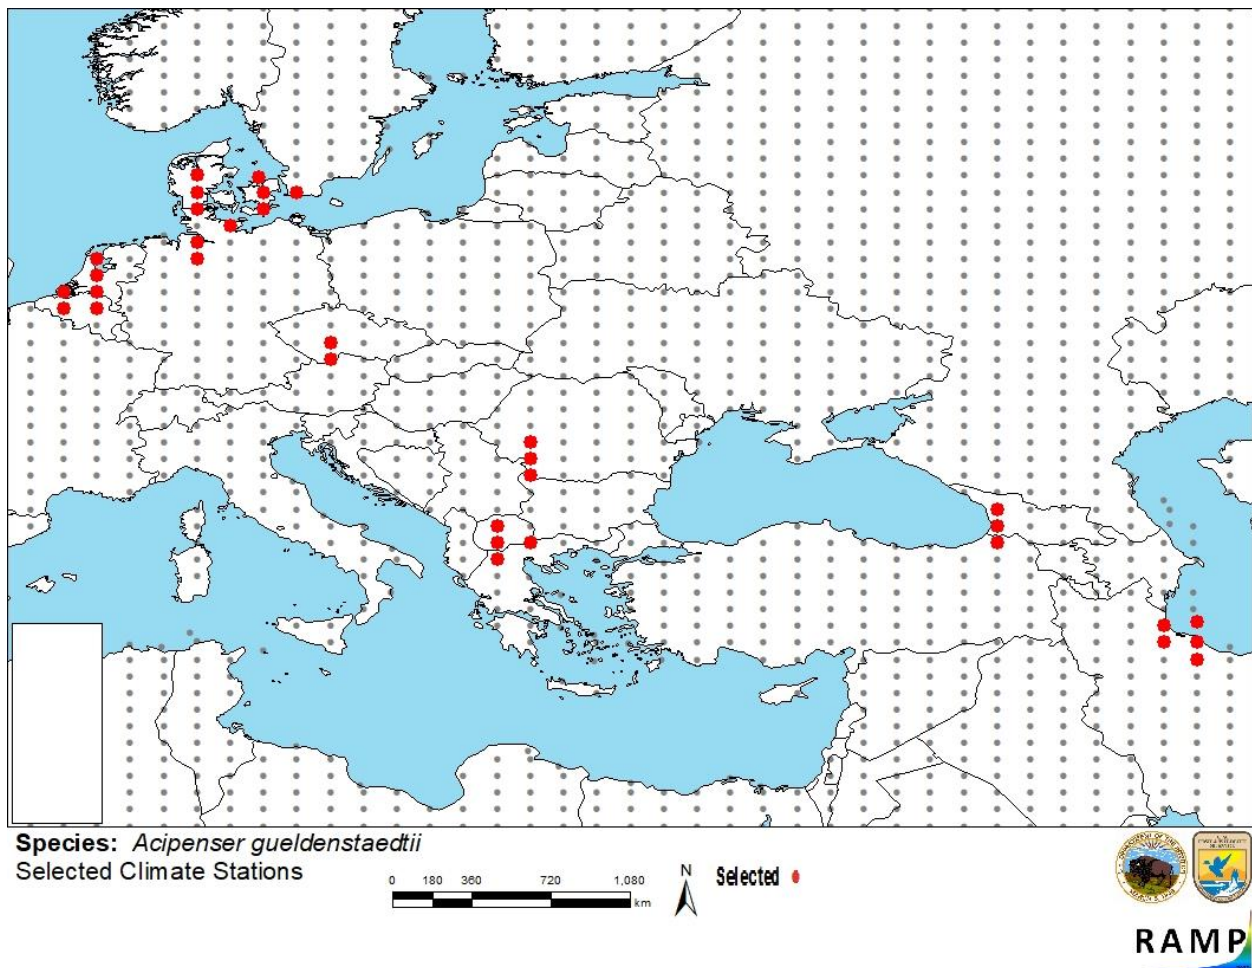 Species: Acipenser gueldenstaedtii
Selected Climate Stations
0 180 360 720 1,080
km
N
Selected
RAMP